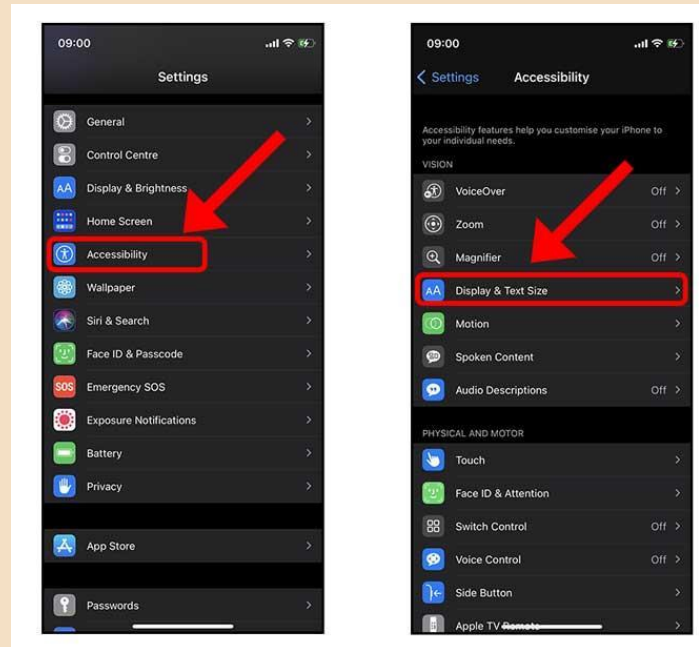 09:00
Settings
General
Control Centre
AA Display & Brightness
Home Screen
Accessibility
Wallpaper
Siri & Search
Face ID & Passcode
SOS Emergency SOS
Exposure Notifications
Battery
Privacy
App Store
Passwords
09:00
Settings Accessibility
Accessibility features help you customise your iPhone to
your individual needs.
VISION
VoiceOver Off
Zoom Off
Magnifier Off
AA Display & Text Size
Motion
Spoken Content
Audio Descriptions Off
PHYSICAL AND MOTOR
Touch
Face ID & Attention
Switch Control Off
Voice Control Off
Side Button
Apple TV Remote